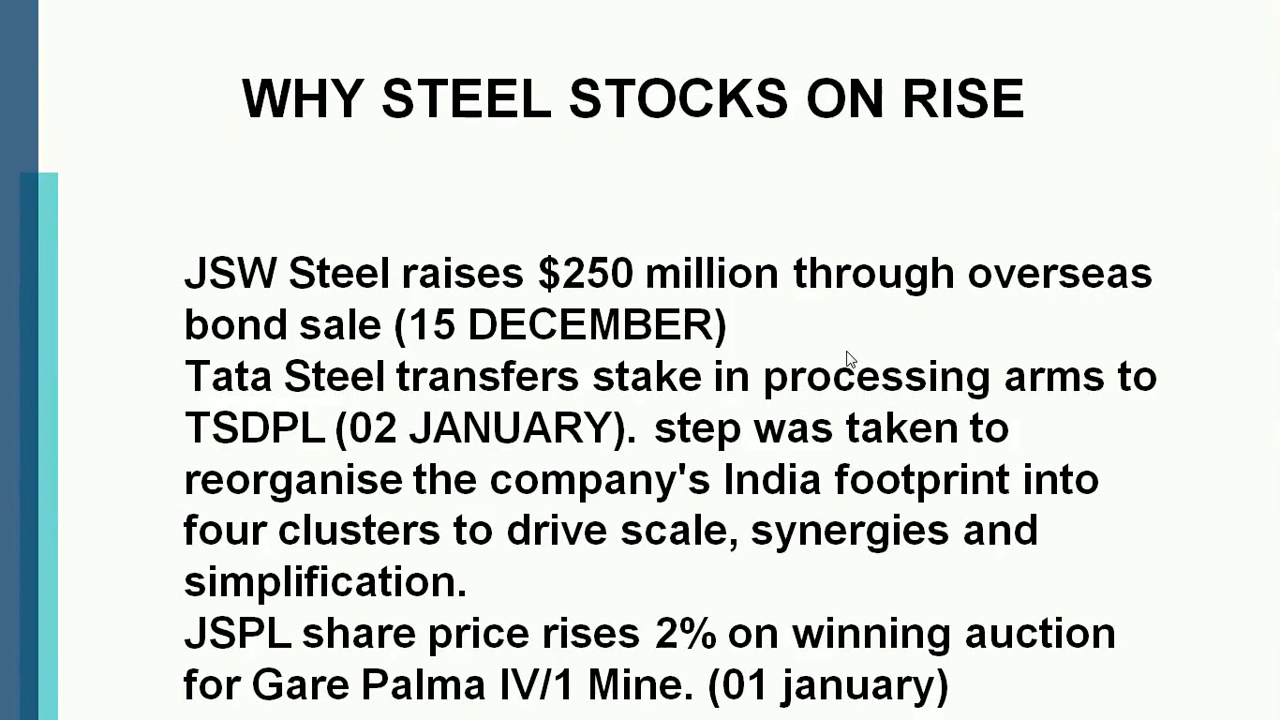 WHY STEEL STOCKS ON RISE
JSW Steel raises $250 million through overseas
bond sale (15 DECEMBER)
Tata Steel transfers stake in processing arms to
TSDPL (02 JANUARY). step was taken to
reorganise the company's India footprint into
four clusters to drive scale, synergies and
simplification.
JSPL share price rises 2% on winning auction
for Gare Palma IV/1 Mine. (01 january)